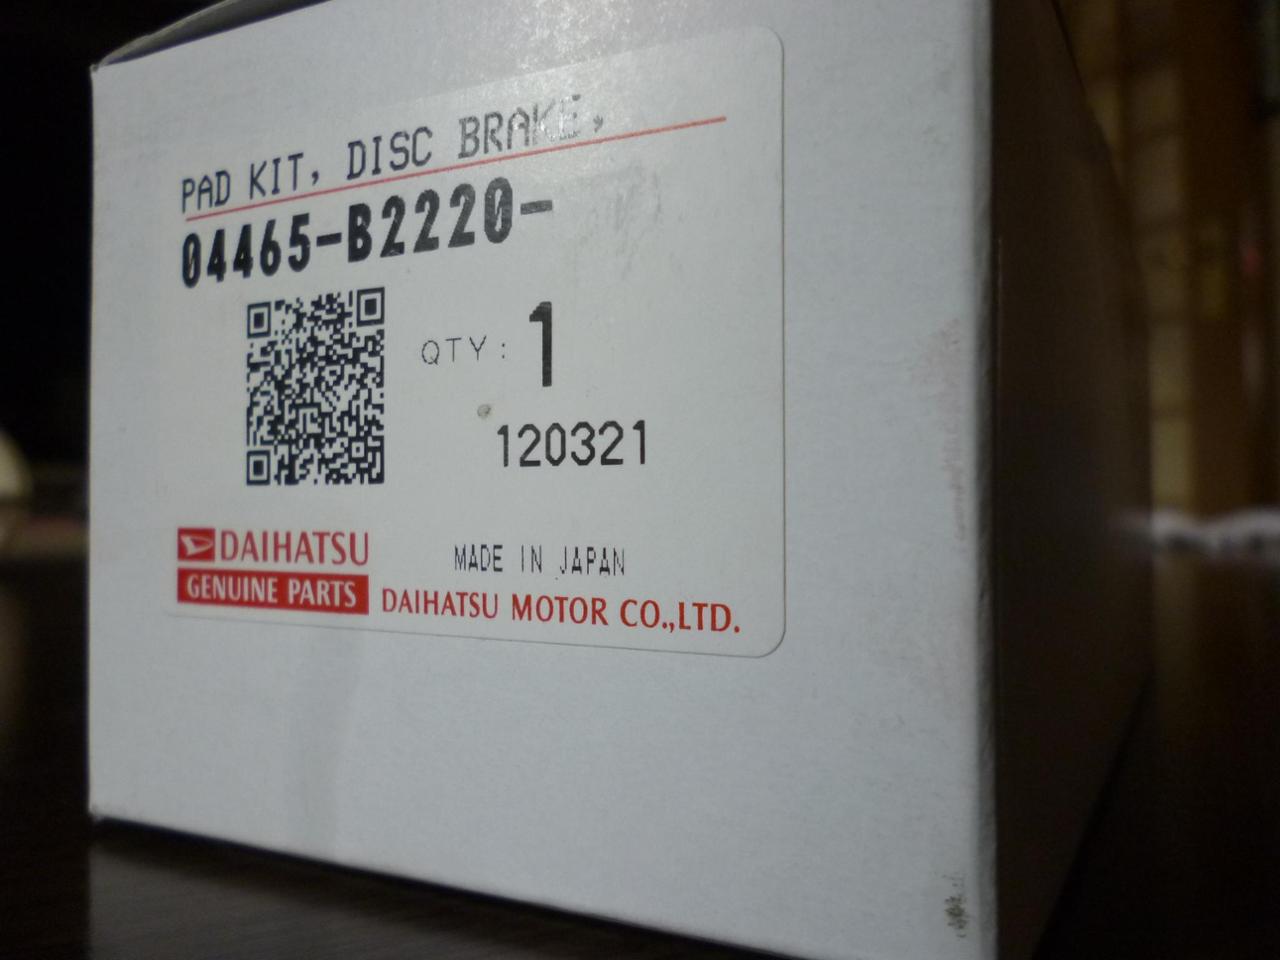 PAD KIT, DISC BRAKE,
04465-B2220-
QTY: 1
120321
DAIHATSU
MADE IN JAPAN
GENUINE PARTS
DAIHATSU MOTOR CO.,LTD.